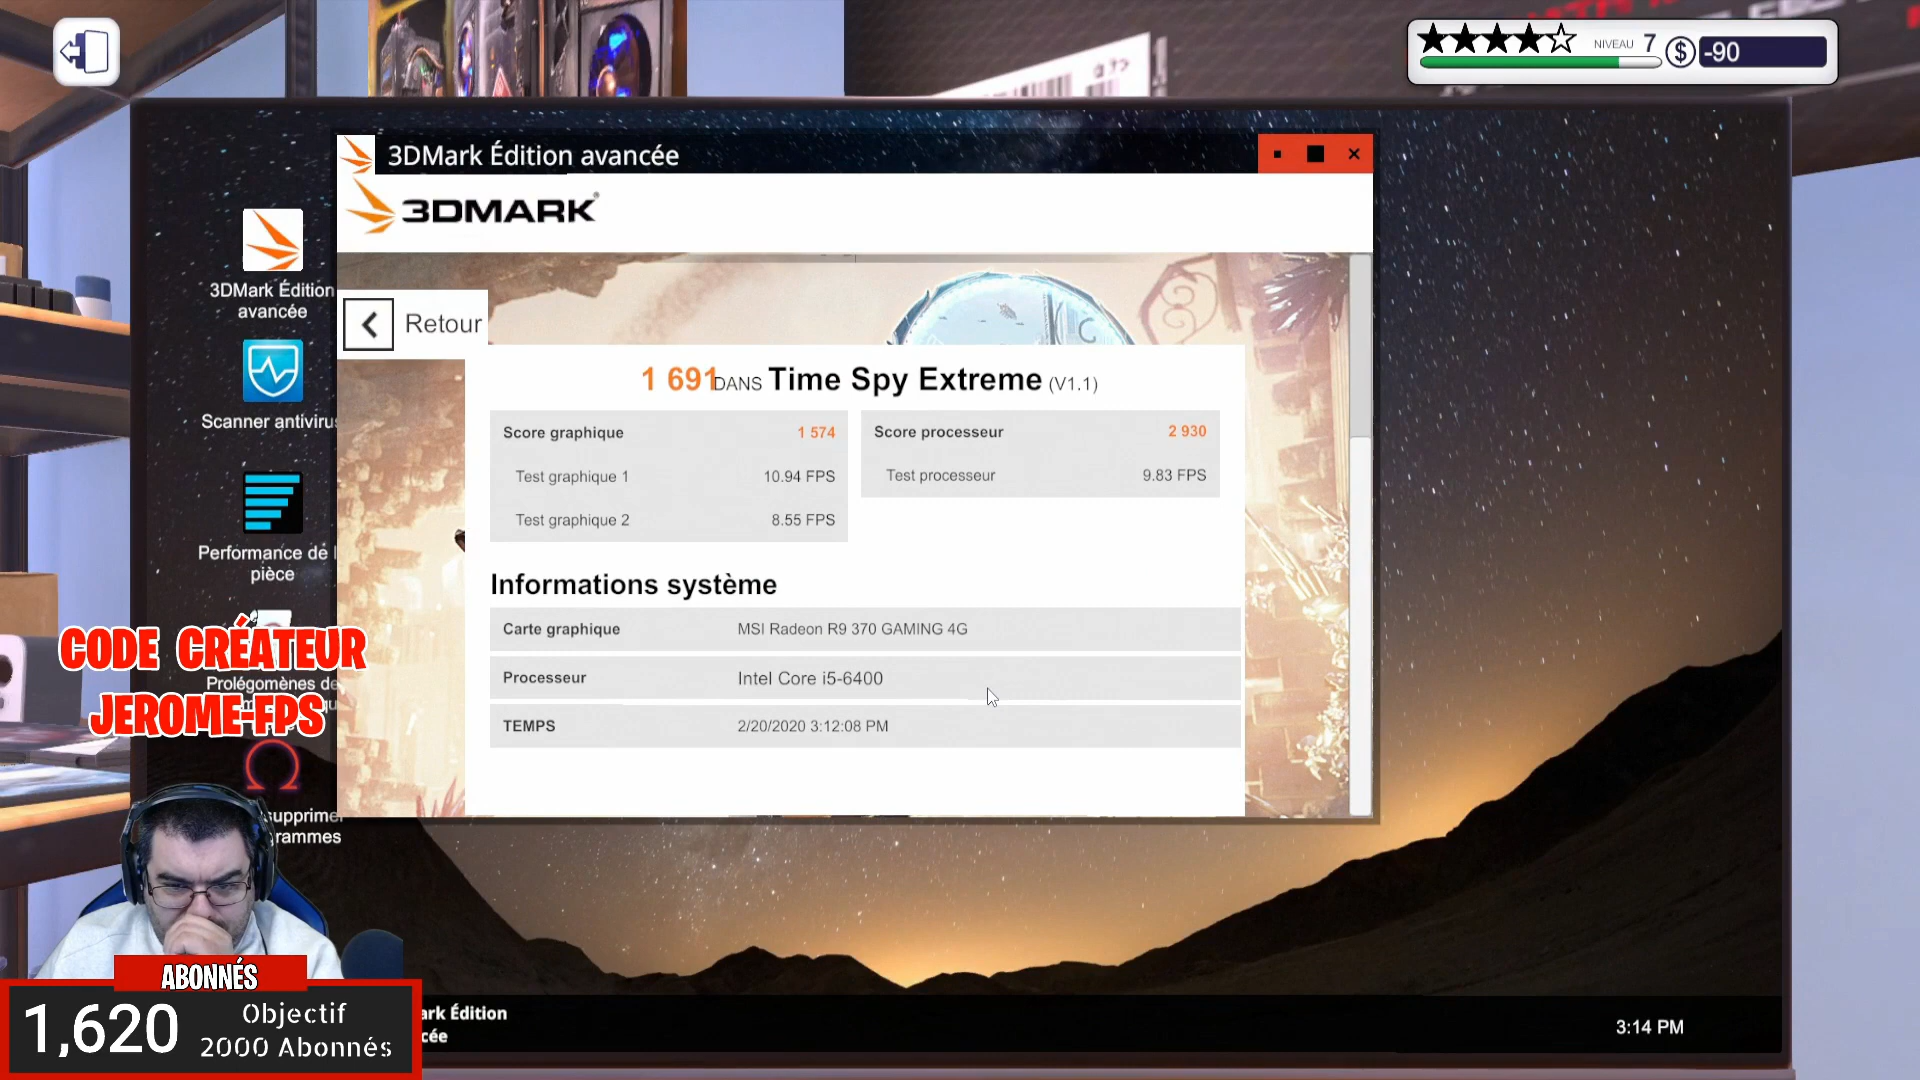 NIVEAU 7
$ -90
3DMark Édition avancée
3DMARK
3DMark Édition
avancée
Retour
1 691 DANS Time Spy Extreme (V1.1)
Score graphique 1 574
Test graphique 1 10.94 FPS
Test graphique 2 8.55 FPS
Score processeur 2 930
Test processeur 9.83 FPS
Scanner antivirus
Performance de l
pièce
Informations système
Carte graphique MSI Radeon R9 370 GAMING 4G
Processeur Intel Core i5-6400
TEMPS 2/20/2020 3:12:08 PM
CODE CRÉATEUR
Prolégomènes de
JEROME-FPS
supprimer
rammes
ABONNÉS
1,620
Objectif
2000 Abonnés
ark Édition
cée
3:14 PM